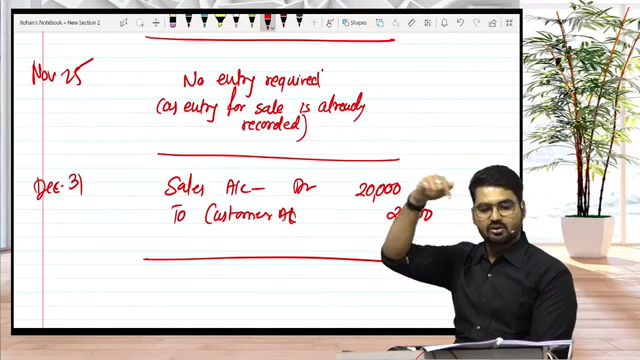 Rohan's Notebook - New Section 2
Shapes
Nov 25
No entry required
(as entry for sale is already
recorded)
Dec. 31
Sales A/c - Dr 20,000
To Customer A/c